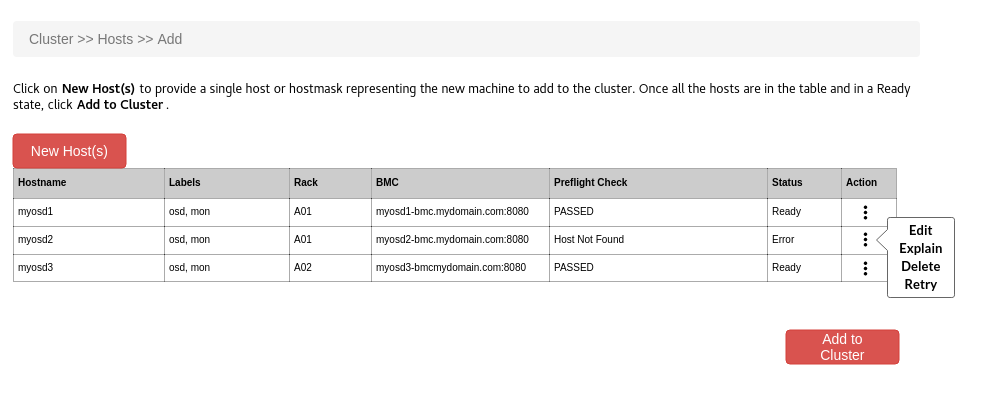 Cluster >> Hosts >> Add
Click on New Host(s) to provide a single host or hostmask representing the new machine to add to the cluster. Once all the hosts are in the table and in a Ready
state, click Add to Cluster .
New Host(s)
Hostname Labels Rack BMC Preflight Check Status Action
myosd1 osd, mon A01 myosd1-bmc.mydomain.com:8080 PASSED Ready
myosd2 osd, mon A01 myosd2-bmc.mydomain.com:8080 Host Not Found Error
myosd3 osd, mon A02 myosd3-bmcmydomain.com:8080 PASSED Ready
Edit
Explain
Delete
Retry
Add to
Cluster